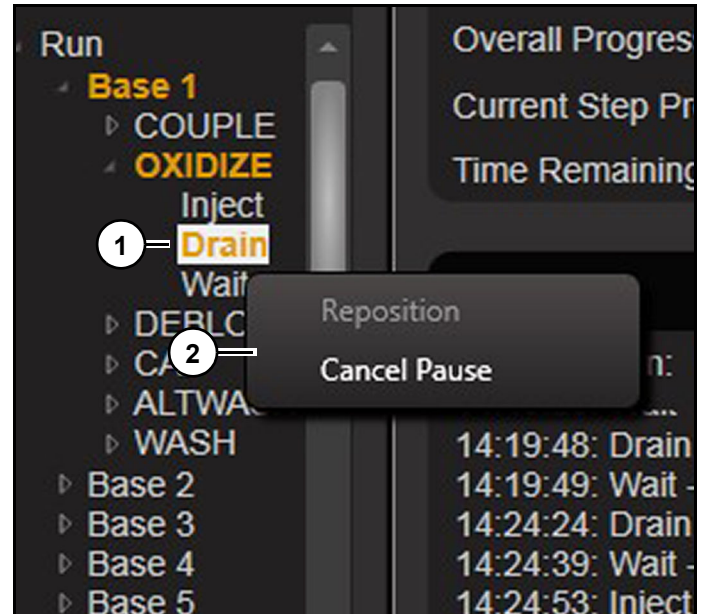 Run
Base 1
COUPLE
OXIDIZE
Inject
1
Drain
Wait
DEBLO
2
ALTWAS
WASH
Base 2
Base 3
Base 4
Base 5
Reposition
Cancel Pause
Overall Progres
Current Step Pr
Time Remaining
n:
14:19:48: Drain
14:19:49: Wait -
14:24:24: Drain
14:24:39: Wait -
14:24:53: Inject